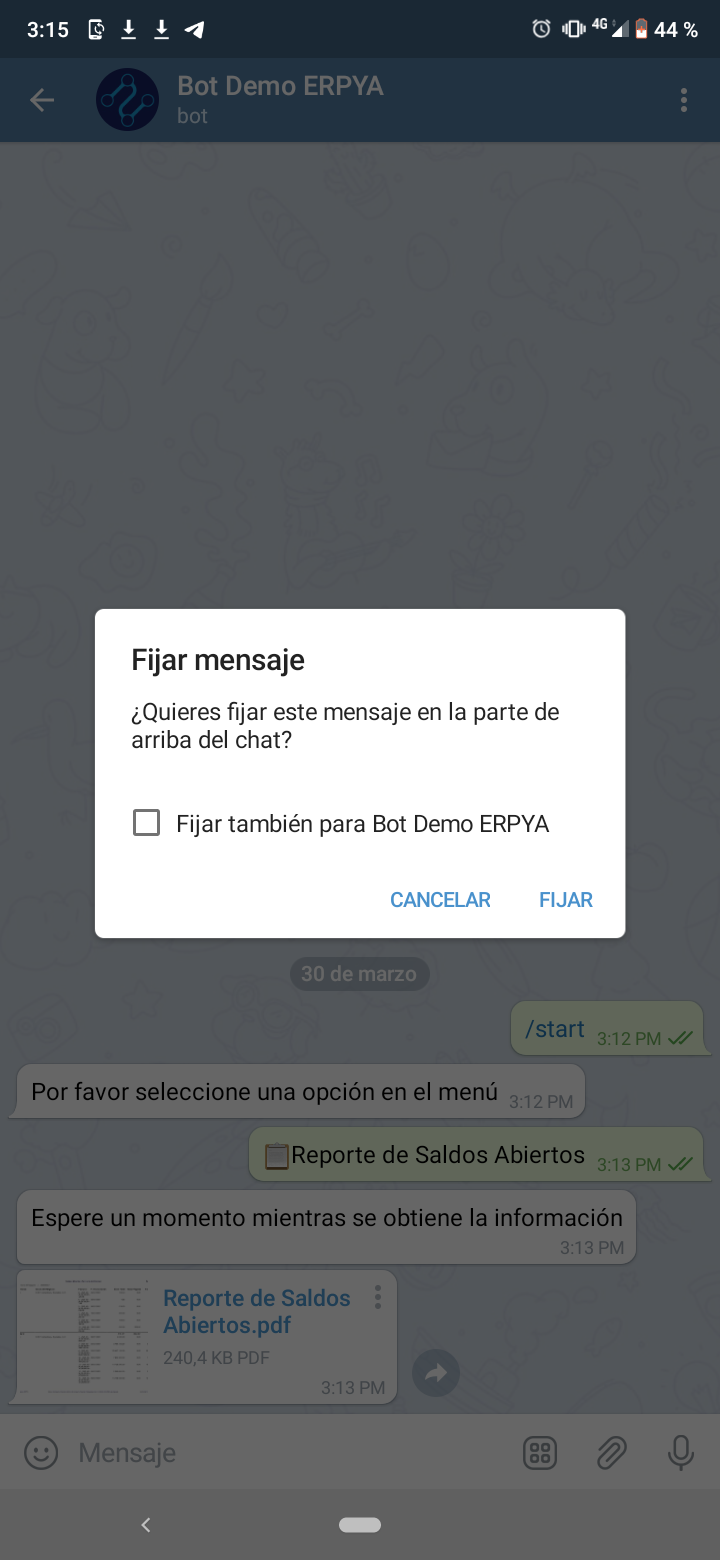 3:15
4G
44 %
Bot Demo ERPYA
bot
Fijar mensaje
¿Quieres fijar este mensaje en la parte de
arriba del chat?
Fijar también para Bot Demo ERPYA
CANCELAR FIJAR
30 de marzo
/start 3:12 PM
Por favor seleccione una opción en el menú 3:12 PM
Reporte de Saldos Abiertos 3:13 PM
Espere un momento mientras se obtiene la información
3:13 PM
Reporte de Saldos
Abiertos.pdf
240,4 KB PDF
3:13 PM
Mensaje